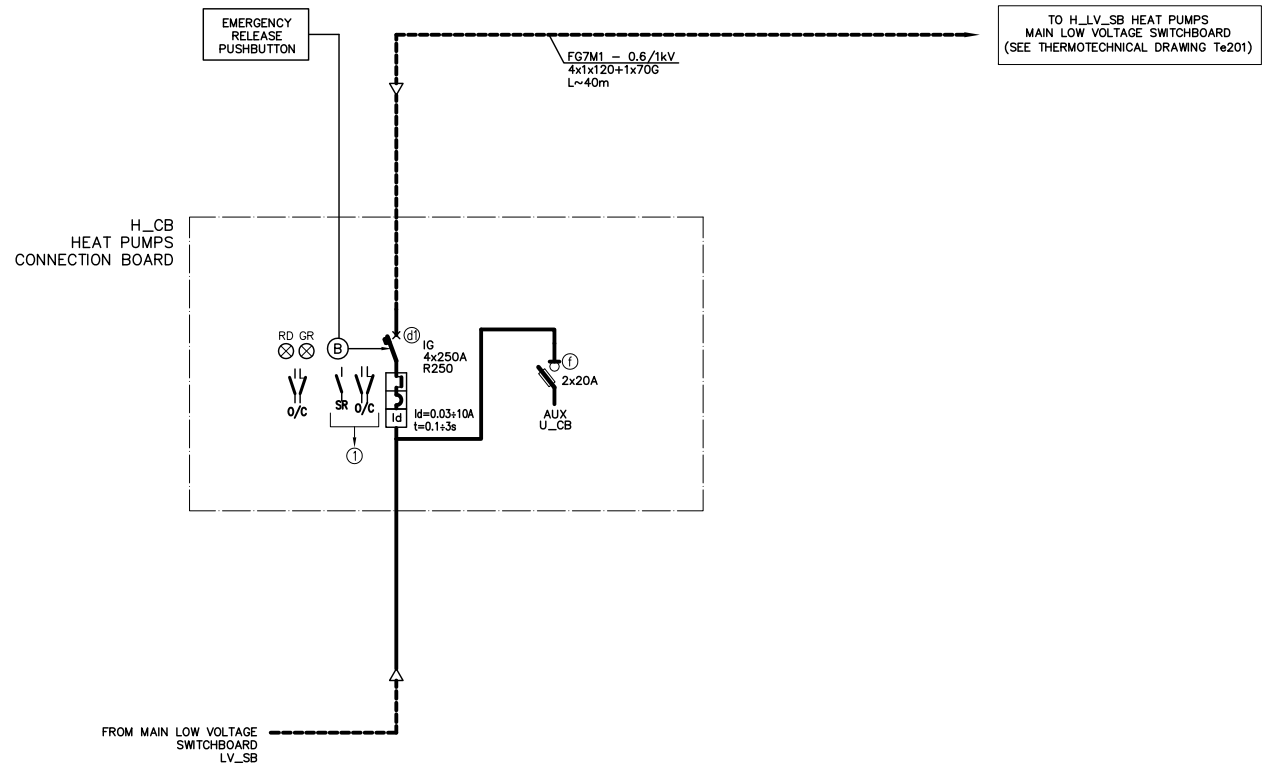 EMERGENCY
RELEASE
PUSHBUTTON
TO H_LV_SB HEAT PUMPS
MAIN LOW VOLTAGE SWITCHBOARD
(SEE THERMOTECHNICAL DRAWING Te201)
FG7M1 - 0.6/1kV
4x1x120+1x70G
L~40m
H_CB
HEAT PUMPS
CONNECTION BOARD
RD GR
B
d1
IG
4x250A
R250
f
2x20A
O/C
SR
O/C
Id
Id=0.03÷10A
t=0.1÷3s
AUX
U_CB
1
FROM MAIN LOW VOLTAGE
SWITCHBOARD
LV_SB